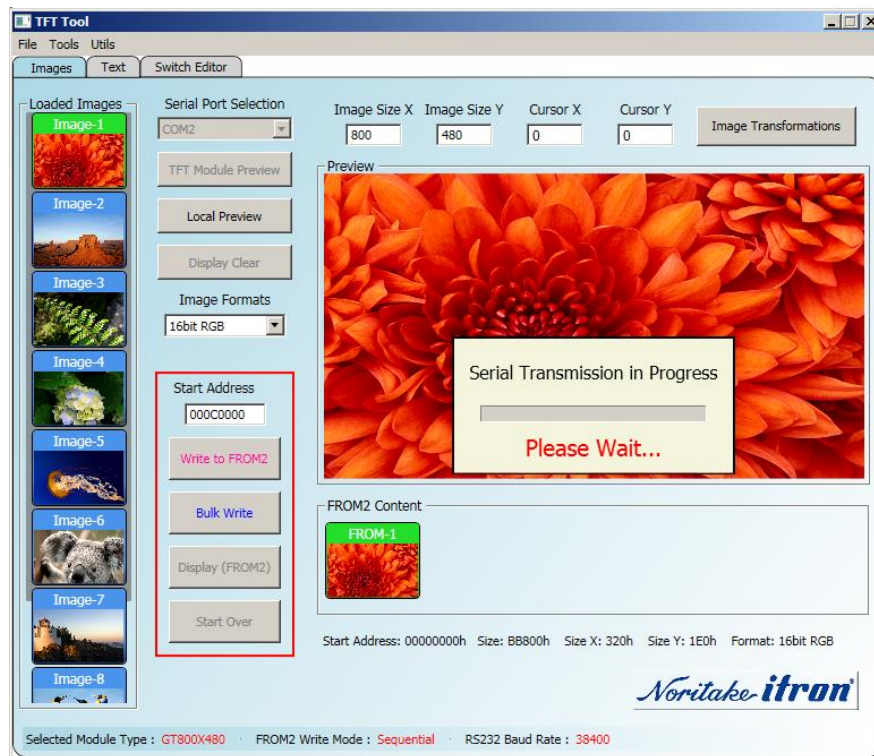 TFT Tool
File Tools Utils
Images Text Switch Editor
Loaded Images
Image-1
Image-2
Image-3
Image-4
Image-5
Image-6
Image-7
Image-8
Serial Port Selection
COM2
TFT Module Preview
Local Preview
Display Clear
Image Formats
16bit RGB
Start Address
000C0000
Write to FROM2
Bulk Write
Display (FROM2)
Start Over
Image Size X Image Size Y Cursor X Cursor Y
800 480 0 0
Image Transformations
Preview
Serial Transmission in Progress
Please Wait...
FROM2 Content
FROM-1
Start Address: 00000000h Size: BB800h Size X: 320h Size Y: 1E0h Format: 16bit RGB
Noritake itron
Selected Module Type : GT800X480 · FROM2 Write Mode : Sequential · RS232 Baud Rate : 38400